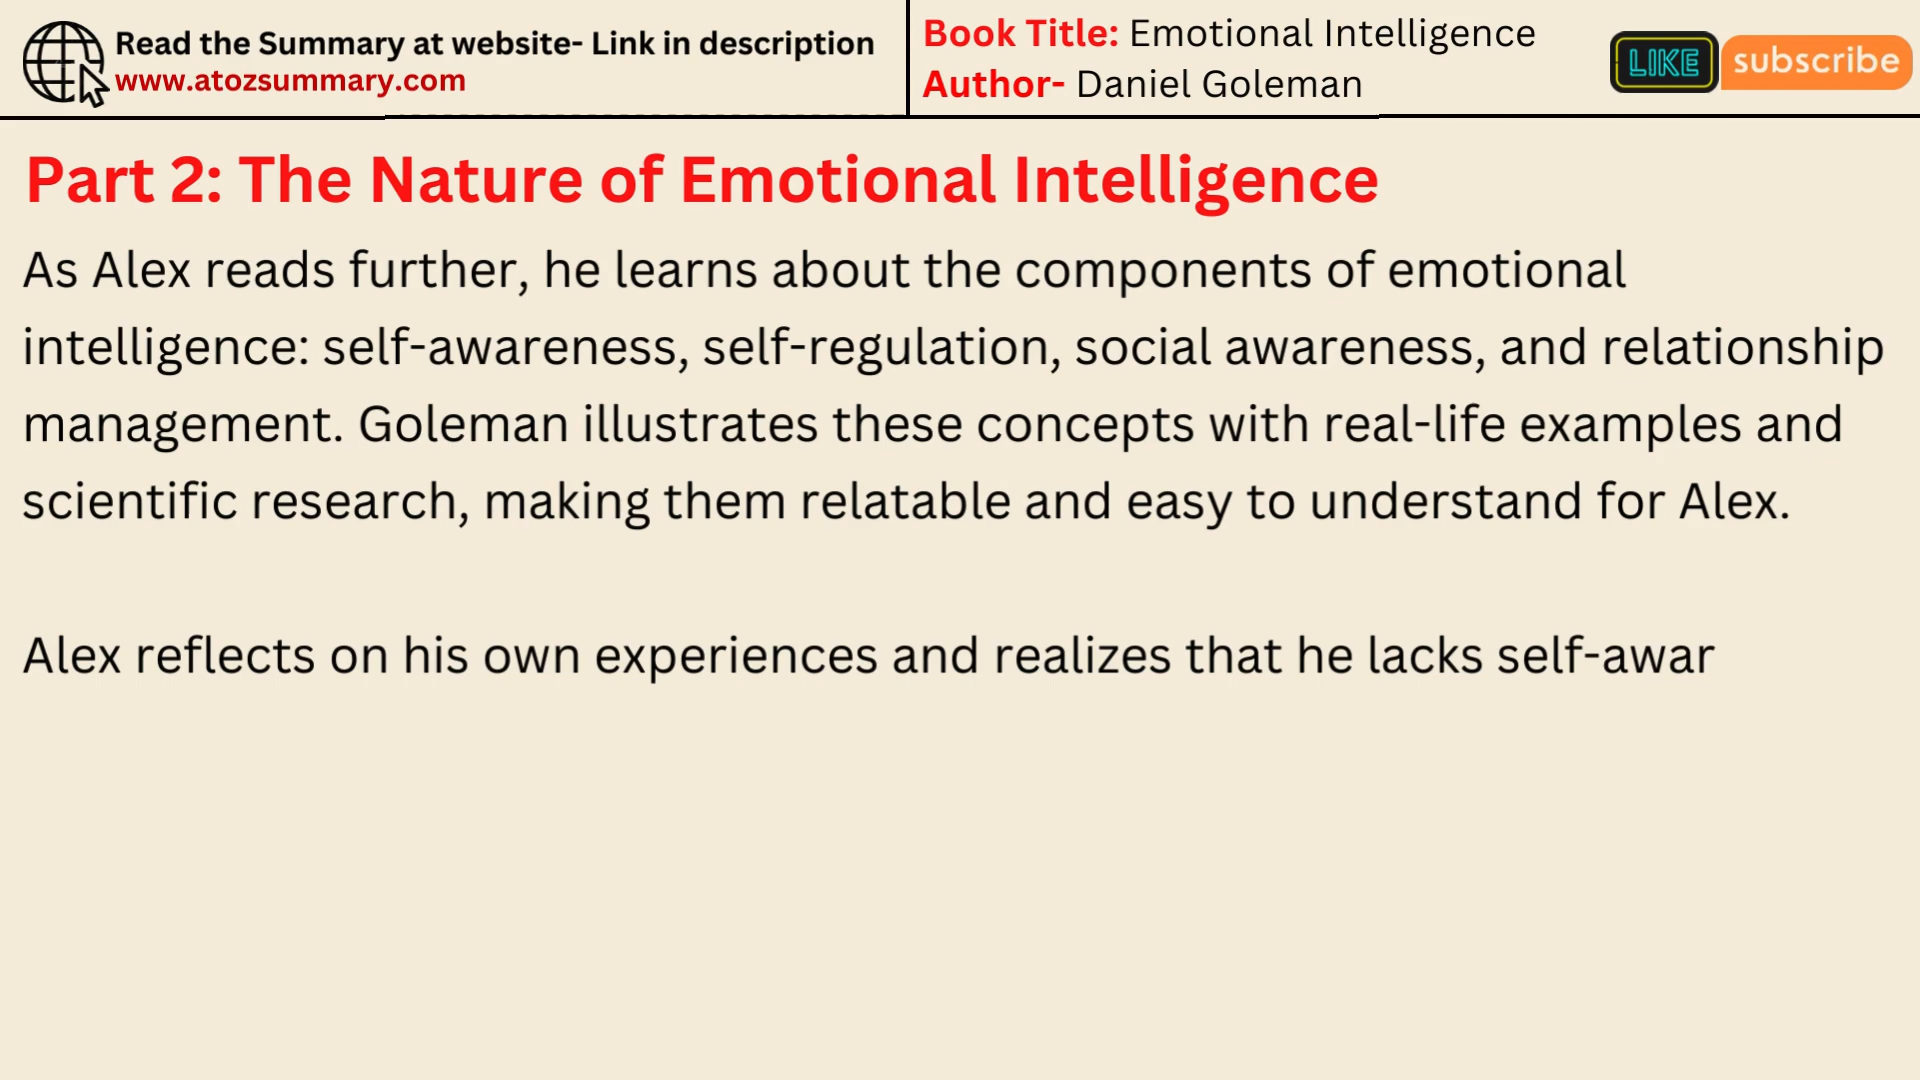 Read the Summary at website- Link in description
www.atozsummary.com
Book Title: Emotional Intelligence
Author- Daniel Goleman
LIKE
subscribe
Part 2: The Nature of Emotional Intelligence
As Alex reads further, he learns about the components of emotional
intelligence: self-awareness, self-regulation, social awareness, and relationship
management. Goleman illustrates these concepts with real-life examples and
scientific research, making them relatable and easy to understand for Alex.
Alex reflects on his own experiences and realizes that he lacks self-awar